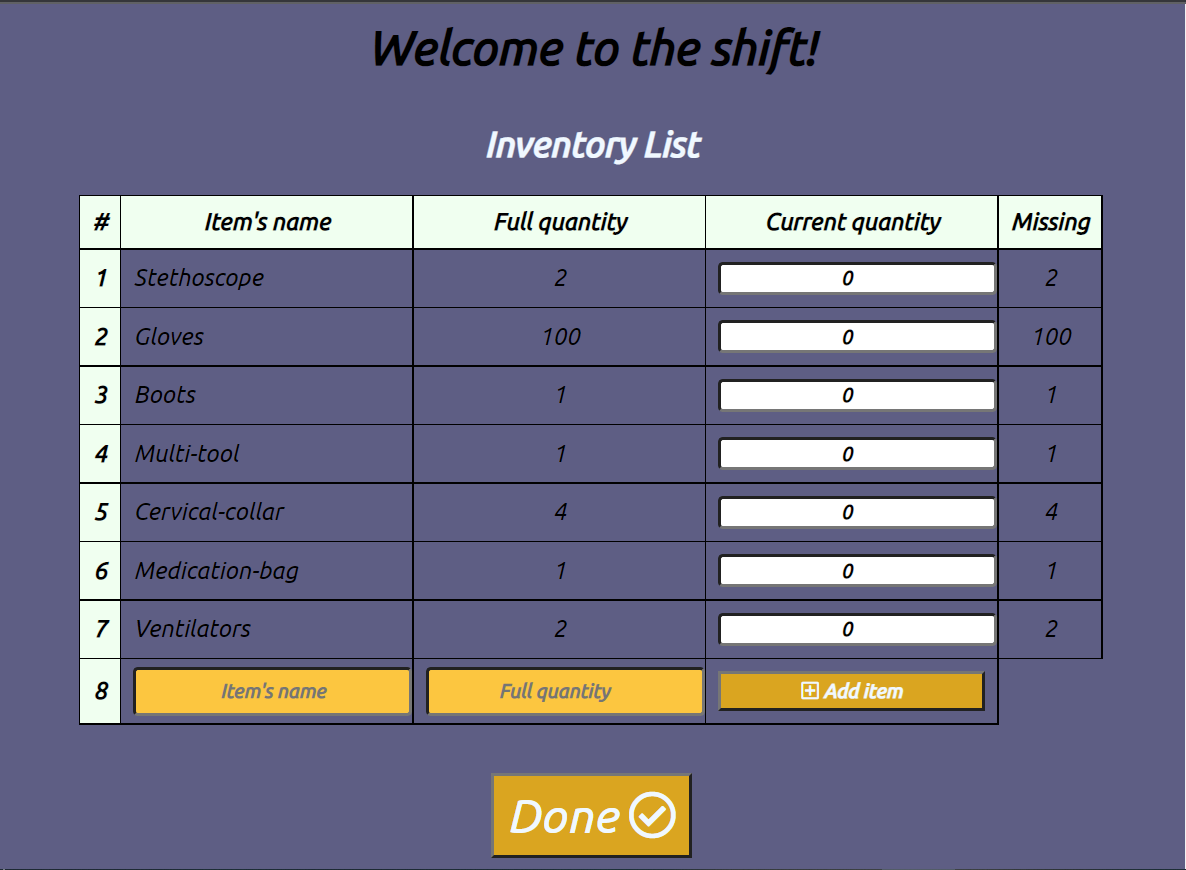 Welcome to the shift!
Inventory List
# Item's name Full quantity Current quantity Missing
1 Stethoscope 2 0 2
2 Gloves 100 0 100
3 Boots 1 0 1
4 Multi-tool 1 0 1
5 Cervical-collar 4 0 4
6 Medication-bag 1 0 1
7 Ventilators 2 0 2
8 Item's name Full quantity Add item
Done